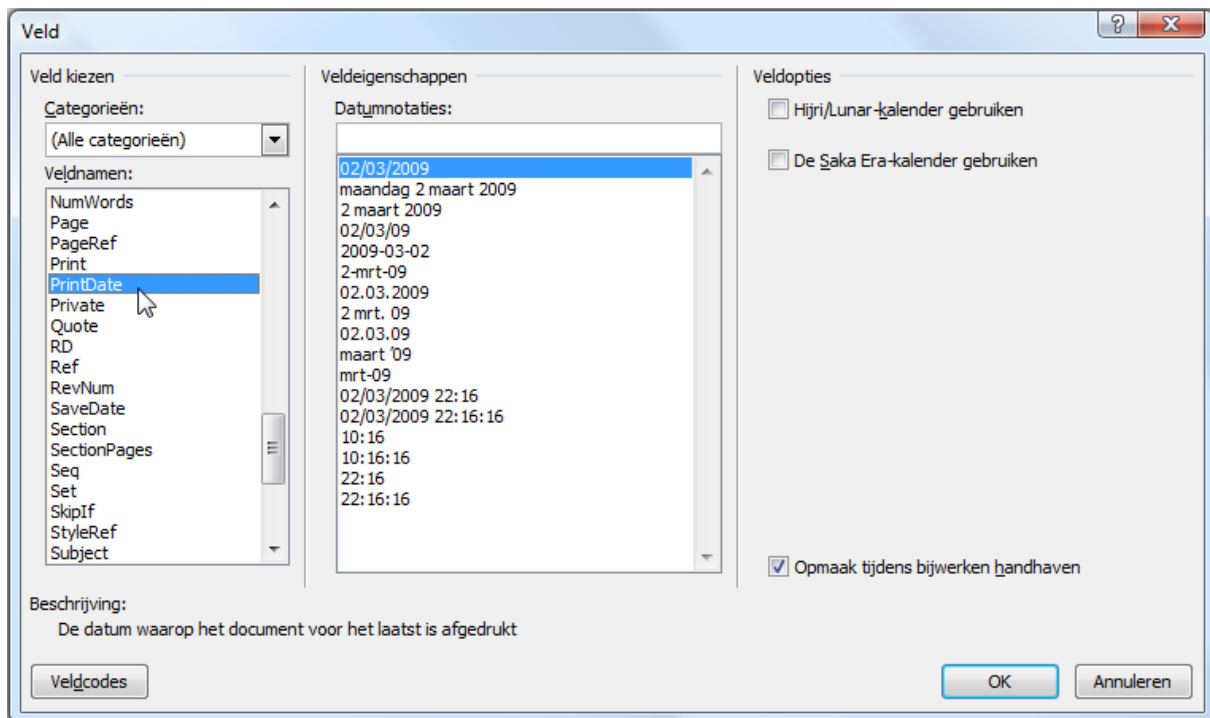 Veld
Veld kiezen
Categorieën:
(Alle categorieën)
Veldnamen:
NumWords
Page
PageRef
Print
PrintDate
Private
Quote
RD
Ref
RevNum
SaveDate
Section
SectionPages
Seq
Set
SkipIf
StyleRef
Subject
Veldeigenschappen
Datumnotaties:
02/03/2009
maandag 2 maart 2009
2 maart 2009
02/03/09
2009-03-02
2-mrt-09
02.03.2009
2 mrt. 09
02.03.09
maart '09
mrt-09
02/03/2009 22:16
02/03/2009 22:16:16
10:16
10:16:16
22:16
22:16:16
Veldopties
Hijri/Lunar-kalender gebruiken
De Saka Era-kalender gebruiken
Opmaak tijdens bijwerken handhaven
Beschrijving:
De datum waarop het document voor het laatst is afgedrukt
Veldcodes
OK
Annuleren